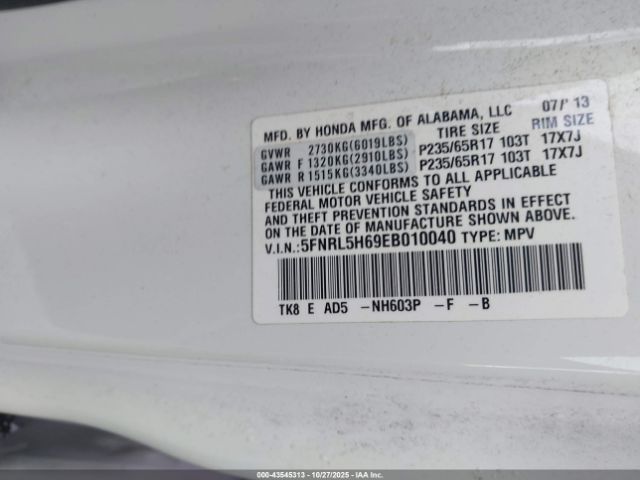 MFD. BY HONDA MFG. OF ALABAMA, LLC 07/ 13
TIRE SIZE RIM SIZE
GVWR 2730KG(6019LBS)
GAWR F 1320KG(2910LBS) P235/65R17 103T 17X7J
GAWR R 1515KG(3340LBS) P235/65R17 103T 17X7J
THIS VEHICLE CONFORMS TO ALL APPLICABLE
FEDERAL MOTOR VEHICLE SAFETY
AND THEFT PREVENTION STANDARDS IN EFFECT
ON THE DATE OF MANUFACTURE SHOWN ABOVE.
V.I.N.: 5FNRL5H69EB010040 TYPE: MPV
TK8 E AD5 -NH603P -F -B
000-43545313 - 10/27/2025 - IAAI.COM